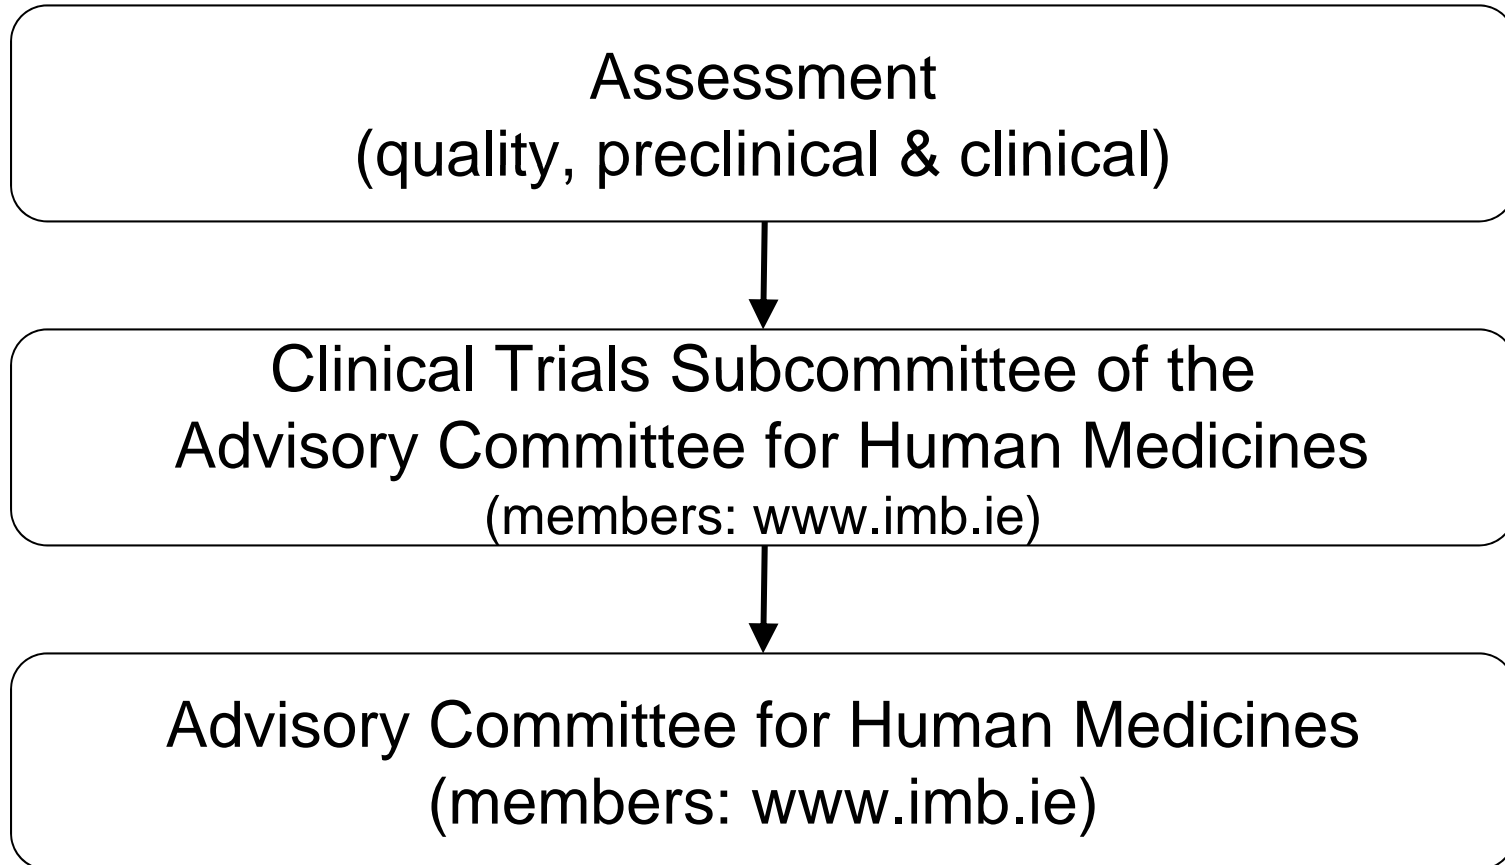 Assessment
(quality, preclinical & clinical)
Clinical Trials Subcommittee of the
Advisory Committee for Human Medicines
(members: www.imb.ie)
Advisory Committee for Human Medicines
(members: www.imb.ie)